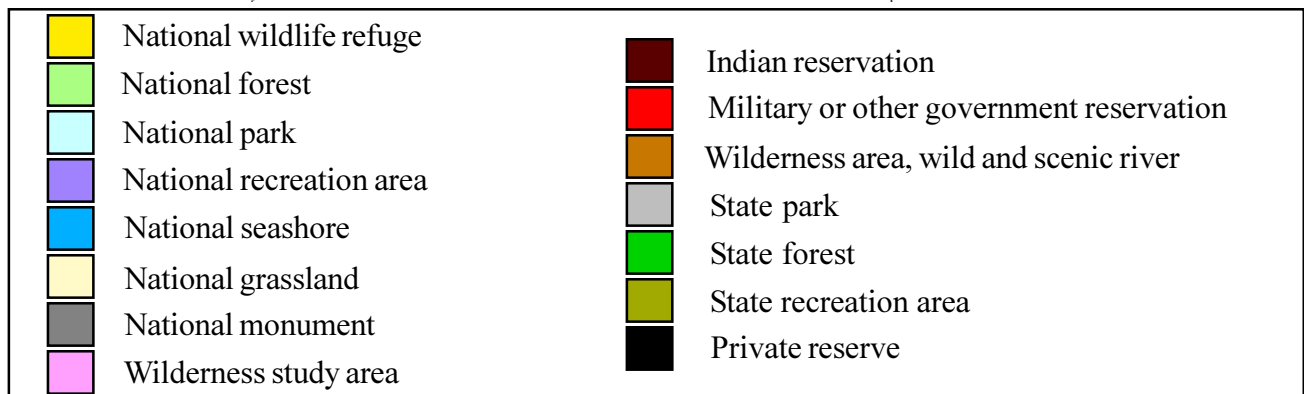 National wildlife refuge
National forest
National park
National recreation area
National seashore
National grassland
National monument
Wilderness study area
Indian reservation
Military or other government reservation
Wilderness area, wild and scenic river
State park
State forest
State recreation area
Private reserve